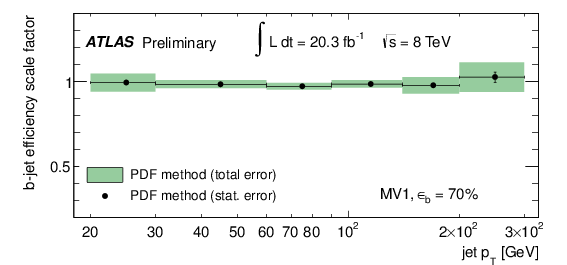 ATLAS Preliminary ∫ L dt = 20.3 fb⁻¹ √s = 8 TeV
b-jet efficiency scale factor
1
0.5
PDF method (total error)
PDF method (stat. error)
MV1, ϵ_b = 70%
20 30 40 50 60 70 80 10² 2×10² 3×10²
jet p_T [GeV]